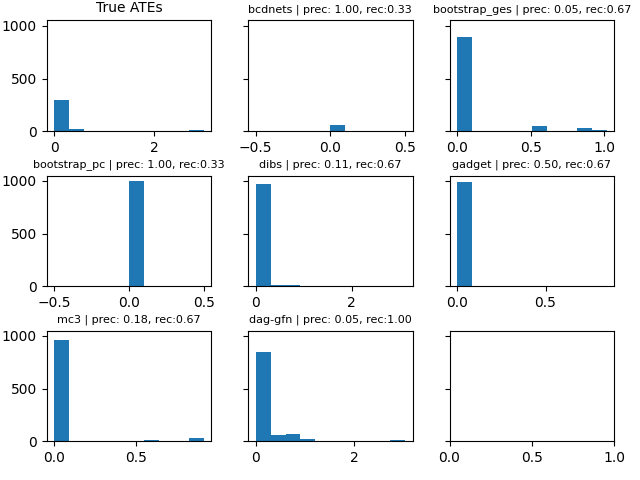 True ATEs
bcdnets | prec: 1.00, rec:0.33
bootstrap_ges | prec: 0.05, rec:0.67
1000
500
0
0 2
−0.5 0.0 0.5
0.0 0.5 1.0
bootstrap_pc | prec: 1.00, rec:0.33
dibs | prec: 0.11, rec:0.67
gadget | prec: 0.50, rec:0.67
1000
500
0
−0.5 0.0 0.5
0 2
0.0 0.5
mc3 | prec: 0.18, rec:0.67
dag-gfn | prec: 0.05, rec:1.00
1000
500
0
0.0 0.5
0 2
0.0 0.5 1.0